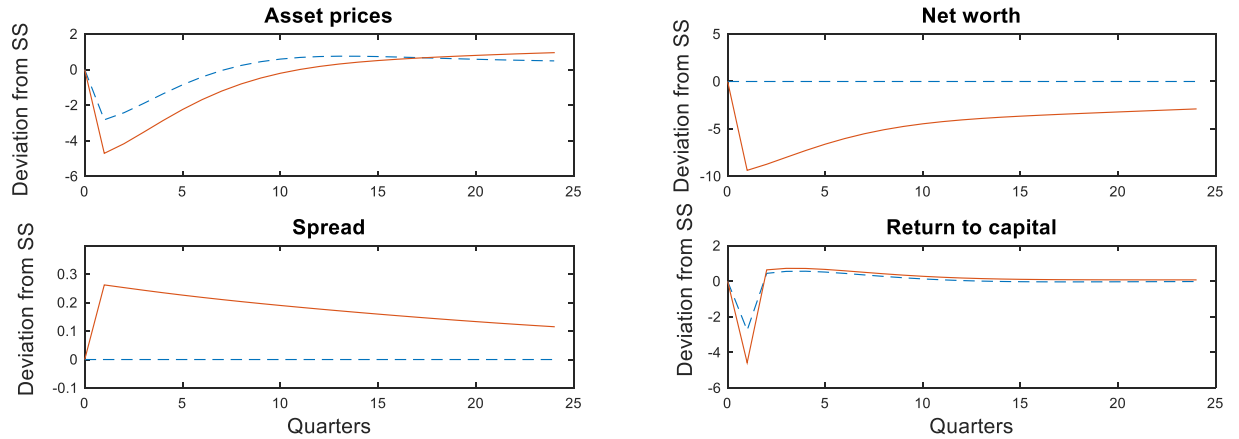 Asset prices
Deviation from SS
2
0
-2
-4
-6
0 5 10 15 20 25
Net worth
Deviation from SS
5
0
-5
-10
0 5 10 15 20 25
Spread
Deviation from SS
0.3
0.2
0.1
0
-0.1
0 5 10 15 20 25
Quarters
Return to capital
Deviation from SS
2
0
-2
-4
-6
0 5 10 15 20 25
Quarters